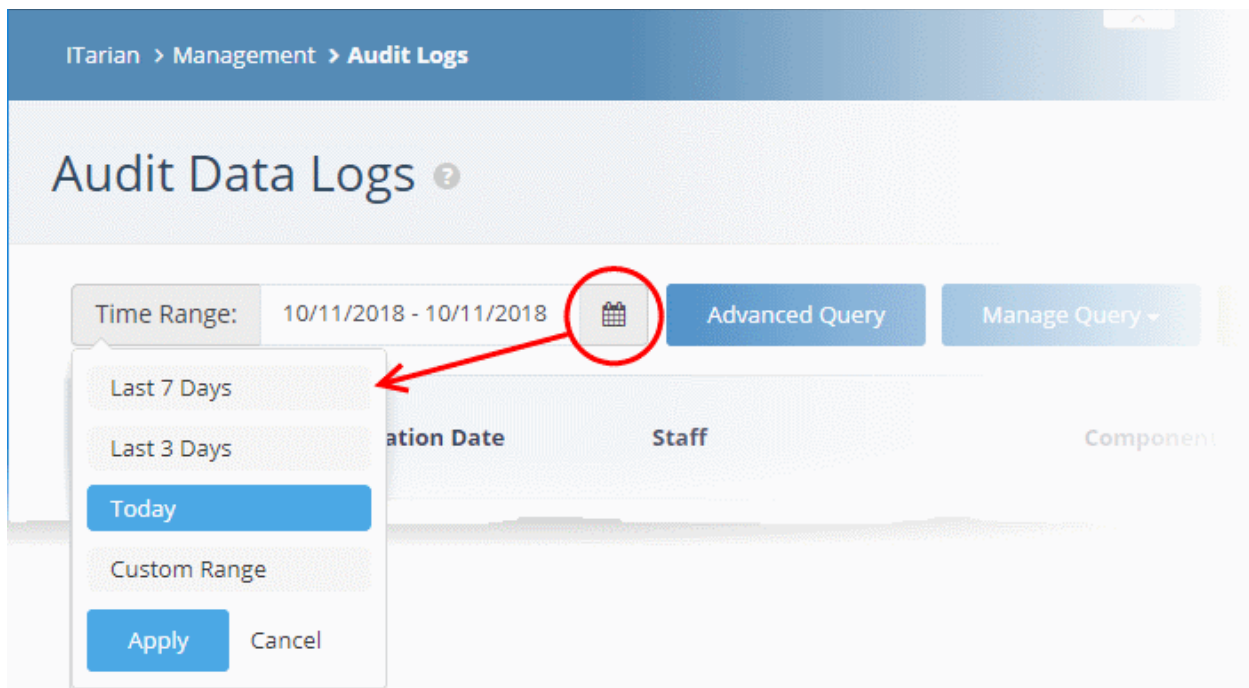 ITarian > Management > Audit Logs
Audit Data Logs ?
Time Range: 10/11/2018 - 10/11/2018 Advanced Query Manage Query
Last 7 Days
ation Date Staff Component
Last 3 Days
Today
Custom Range
Apply Cancel